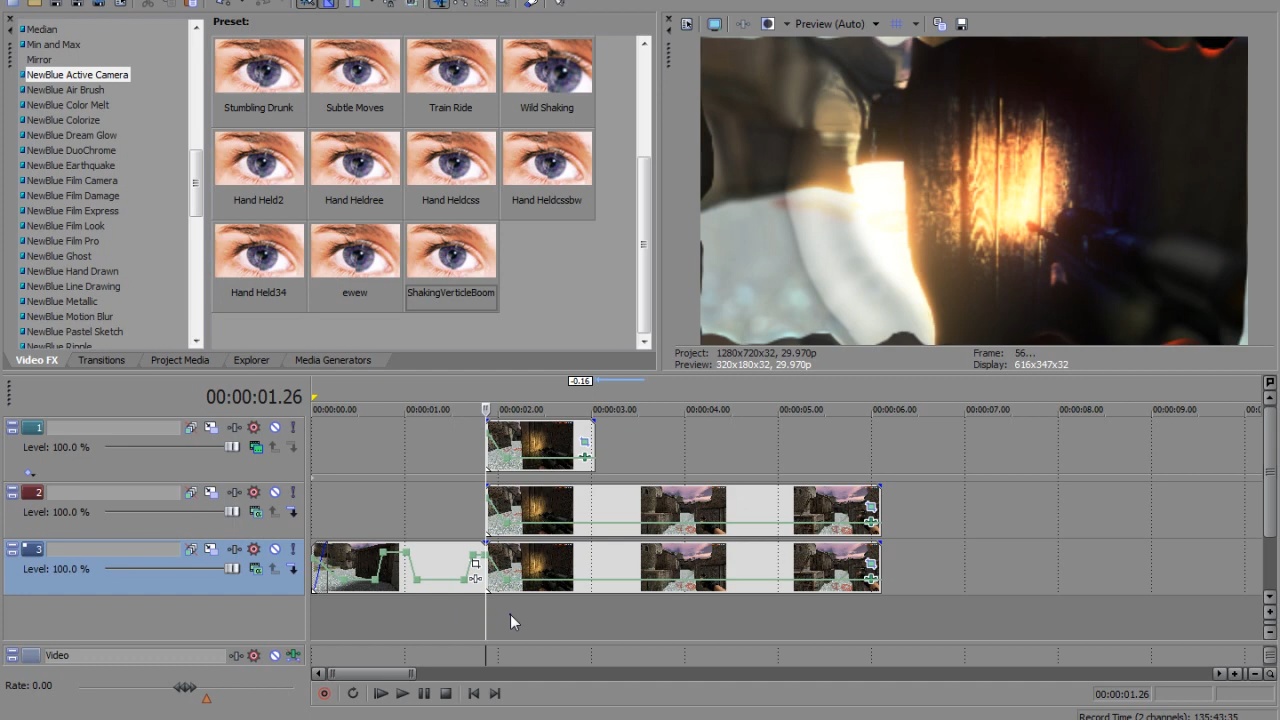 Preset:
Preview (Auto)
Median
Min and Max
Mirror
NewBlue Active Camera
NewBlue Air Brush
NewBlue Color Melt
NewBlue Colorize
NewBlue Dream Glow
NewBlue DuoChrome
NewBlue Earthquake
NewBlue Film Camera
NewBlue Film Damage
NewBlue Film Express
NewBlue Film Look
NewBlue Film Pro
NewBlue Ghost
NewBlue Hand Drawn
NewBlue Line Drawing
NewBlue Metallic
NewBlue Motion Blur
NewBlue Pastel Sketch
NewBlue Ripple
Stumbling Drunk
Subtle Moves
Train Ride
Wild Shaking
Hand Held2
Hand Heldree
Hand Heldcss
Hand Heldcssbw
Hand Held34
ewew
ShakingVerticleBoom
Video FX
Transitions
Project Media
Explorer
Media Generators
Project: 1280x720x32, 29.970p
Frame: 56...
Preview: 320x180x32, 29.970p
Display: 616x347x32
-0.16
00:00:01.26
00:00:00.00
00:00:01.00
00:00:02.00
00:00:03.00
00:00:04.00
00:00:05.00
00:00:06.00
00:00:07.00
00:00:08.00
00:00:09.00
1
Level: 100.0 %
2
Level: 100.0 %
3
Level: 100.0 %
Video
Rate: 0.00
00:00:01.26
Record Time (2 channels): 135:43:35